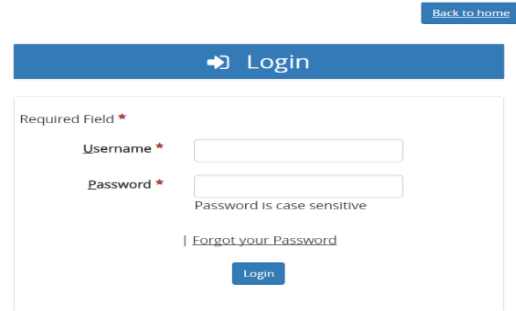 Back to home
Login
Required Field *
Username *
Password *
Password is case sensitive
| Forgot your Password
Login